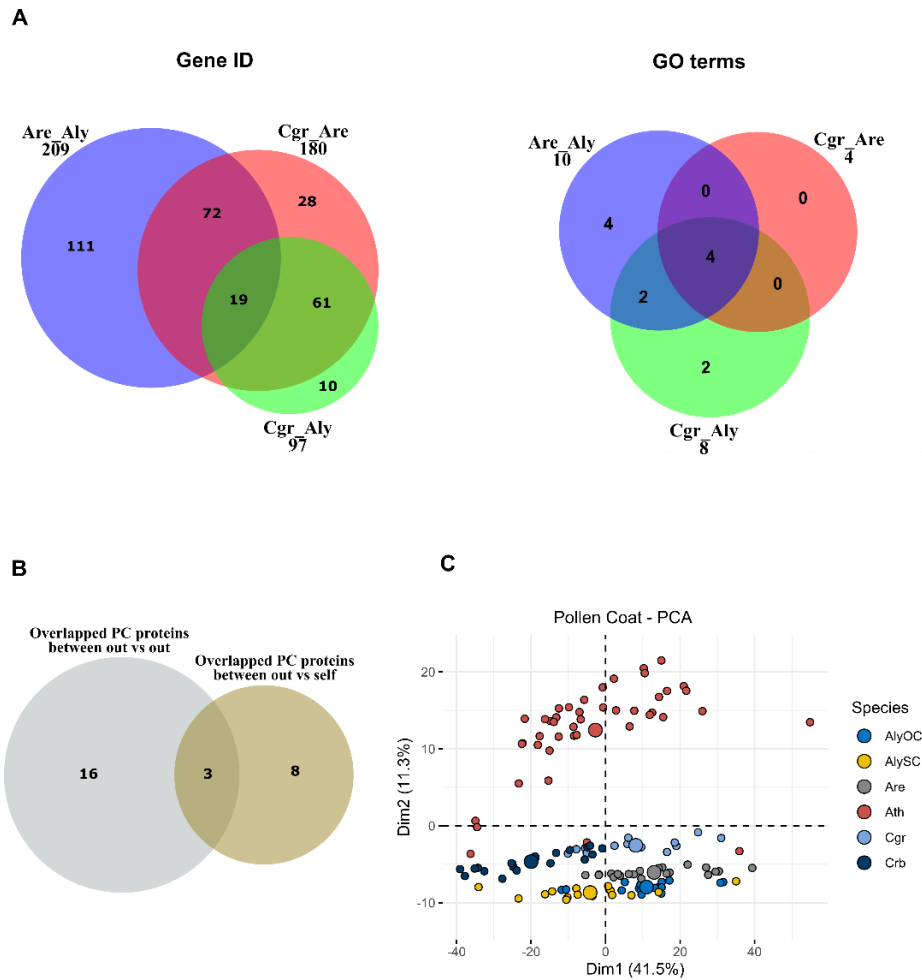 A
Gene ID
GO terms
Are_Aly
209
Cgr_Are
180
72
28
111
19
61
10
Cgr_Aly
97
Are_Aly
10
Cgr_Are
4
0
0
4
4
0
2
2
Cgr_Aly
8
B
Overlapped PC proteins
between out vs out
Overlapped PC proteins
between out vs self
16
3
8
C
Pollen Coat - PCA
Dim2 (11.3%)
20
10
0
-10
-40
-20
0
20
40
Dim1 (41.5%)
Species
AlyOC
AlySC
Are
Ath
Cgr
Crb